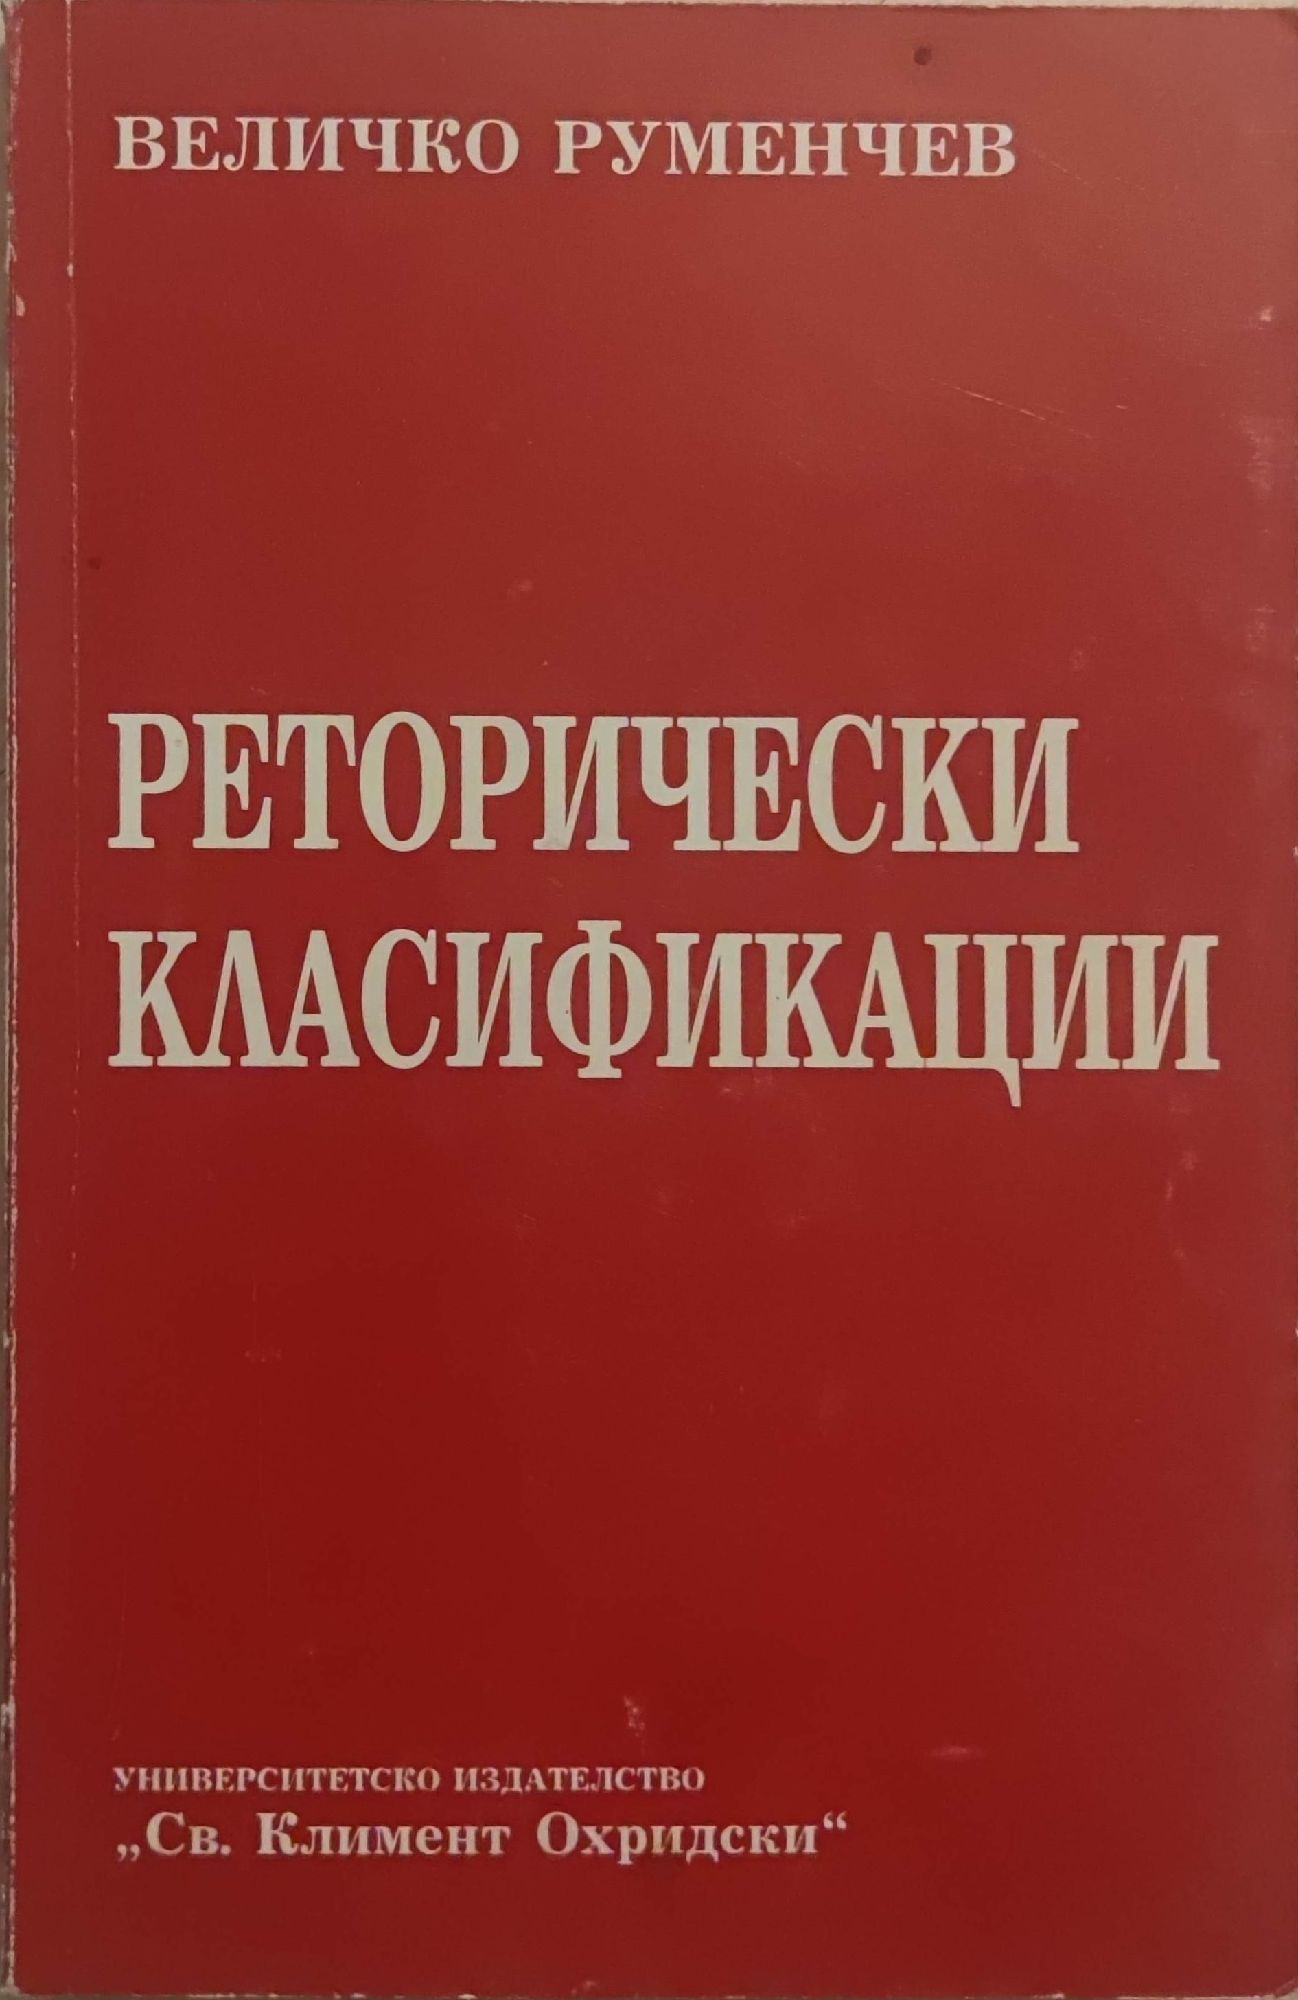 ВЕЛИЧКО РУМЕНЧЕВ
РЕТОРИЧЕСКИ
КЛАСИФИКАЦИИ
УНИВЕРСИТЕТСКО ИЗДАТЕЛСТВО
„Св. Климент Охридски“